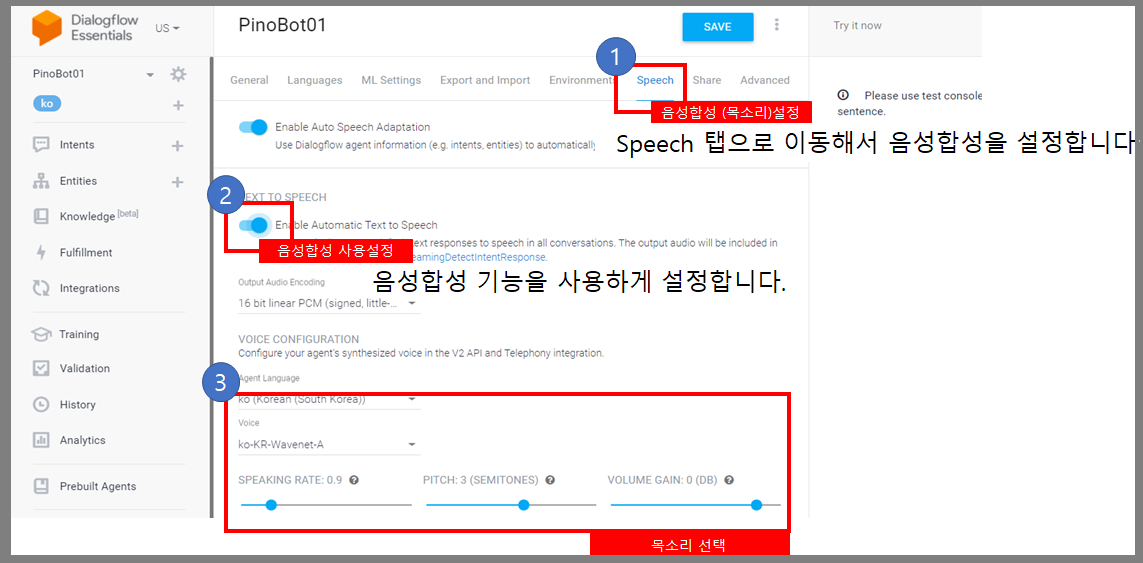 Dialogflow
Essentials
US
PinoBot01
SAVE
Try it now
PinoBot01
ko
Intents
Entities
Knowledge [beta]
Fulfillment
Integrations
Training
Validation
History
Analytics
Prebuilt Agents
1
General Languages ML Settings Export and Import Environments Speech Share Advanced
음성합성 (목소리)설정
Please use test console
sentence.
Enable Auto Speech Adaptation
Use Dialogflow agent information (e.g. intents, entities) to automatically
Speech 탭으로 이동해서 음성합성을 설정합니다
2
TEXT TO SPEECH
Enable Automatic Text to Speech
음성합성 사용설정
text responses to speech in all conversations. The output audio will be included in
eamingDetectIntentResponse.
음성합성 기능을 사용하게 설정합니다.
Output Audio Encoding
16 bit linear PCM (signed, little-...
VOICE CONFIGURATION
Configure your agent's synthesized voice in the V2 API and Telephony integration.
3
Agent Language
ko (Korean (South Korea))
Voice
ko-KR-Wavenet-A
SPEAKING RATE: 0.9 PITCH: 3 (SEMITONES) VOLUME GAIN: 0 (DB)
목소리 선택